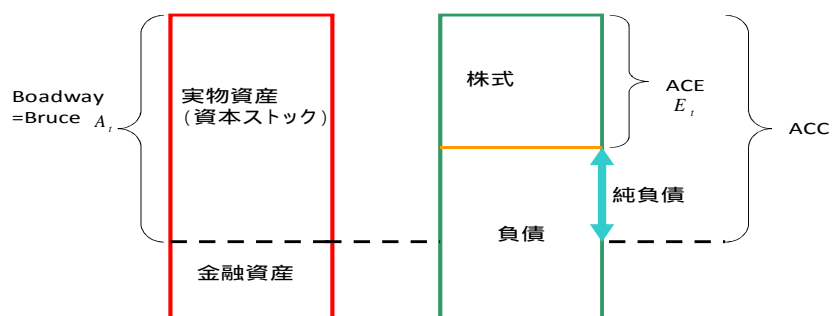 Boadway
=Bruce A_t
実物資産
（資本ストック）
金融資産
株式
負債
純負債
ACE
E_t
ACC